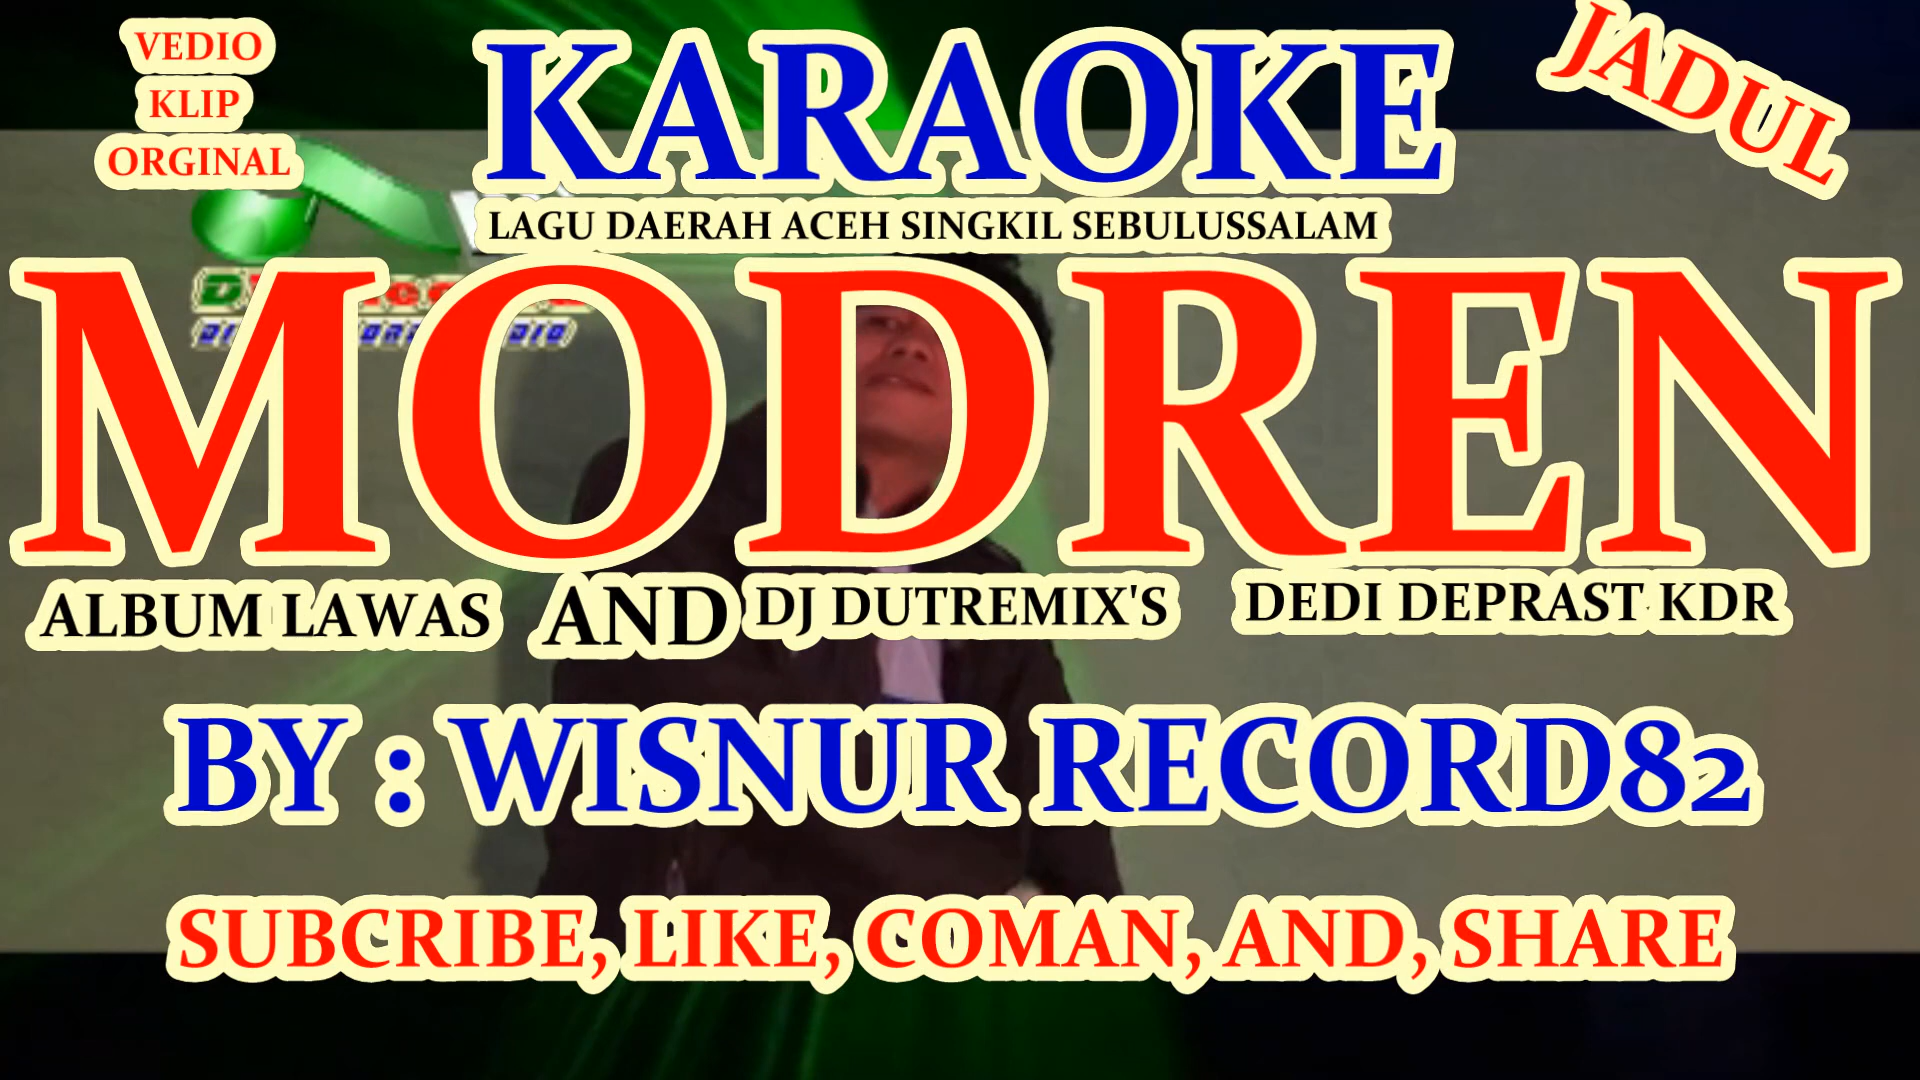 VEDIO
KLIP
ORGINAL
KARAOKE
JADUL
LAGU DAERAH ACEH SINGKIL SEBULUSSALAM
MODREN
ALBUM LAWAS AND DJ DUTREMIX'S DEDI DEPRAST KDR
BY : WISNUR RECORD82
SUBCRIBE, LIKE, COMAN, AND, SHARE